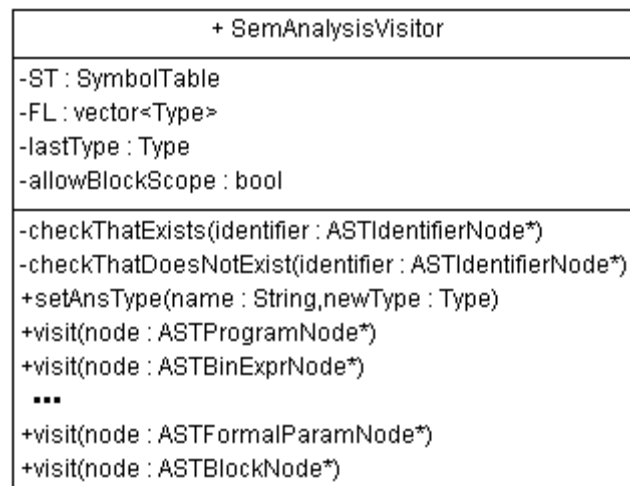 + SemAnalysisVisitor
-ST : SymbolTable
-FL : vector<Type>
-lastType : Type
-allowBlockScope : bool
-checkThatExists(identifier : ASTIdentifierNode*)
-checkThatDoesNotExist(identifier : ASTIdentifierNode*)
+setAnsType(name : String,newType : Type)
+visit(node : ASTProgramNode*)
+visit(node : ASTBinExprNode*)
...
+visit(node : ASTFormalParamNode*)
+visit(node : ASTBlockNode*)